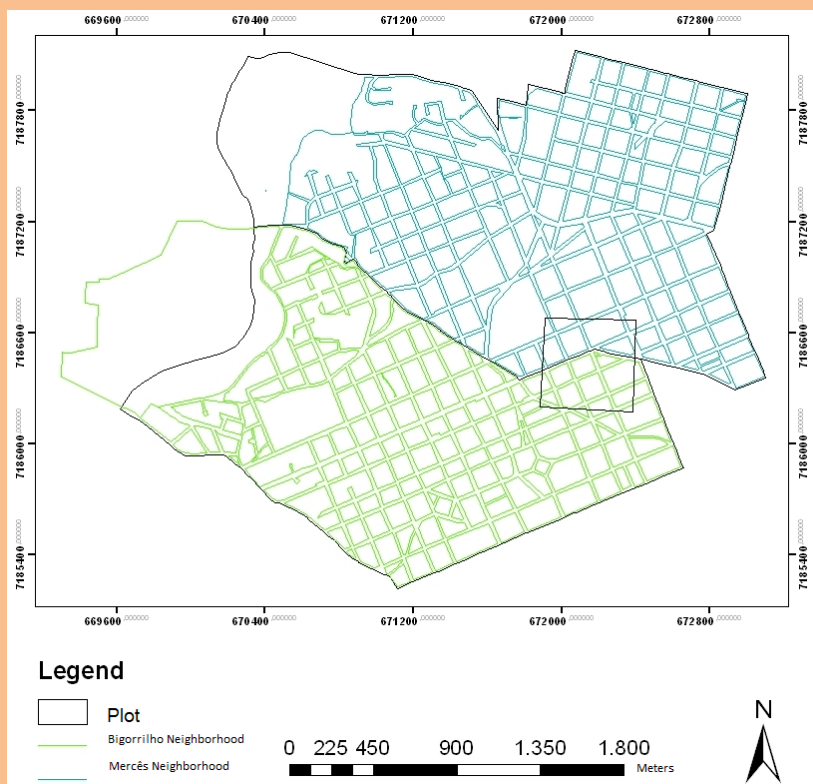 669600,000000 670400,000000 671200,000000 672000,000000 672800,000000
7187800,000000 7187800,000000
7187200,000000 7187200,000000
7186600,000000 7186600,000000
7186000,000000 7186000,000000
7185400,000000 7185400,000000
669600,000000 670400,000000 671200,000000 672000,000000 672800,000000
Legend
Plot
Bigorrilho Neighborhood
Mercês Neighborhood
0 225 450 900 1.350 1.800
Meters
N